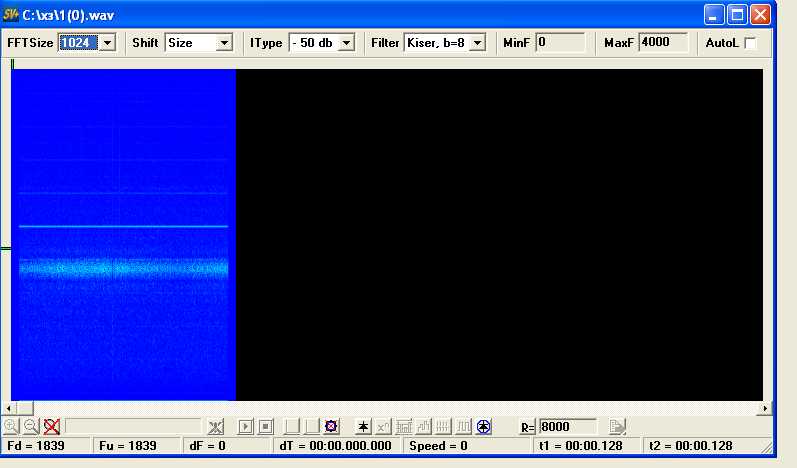 SV+ C:\хз\1(0).wav
FFTSize 1024 Shift Size IType - 50 db Filter Kiser, b=8 MinF 0 MaxF 4000 AutoL
R= 8000
Fd = 1839 Fu = 1839 dF = 0 dT = 00:00.000.000 Speed = 0 t1 = 00:00.128 t2 = 00:00.128